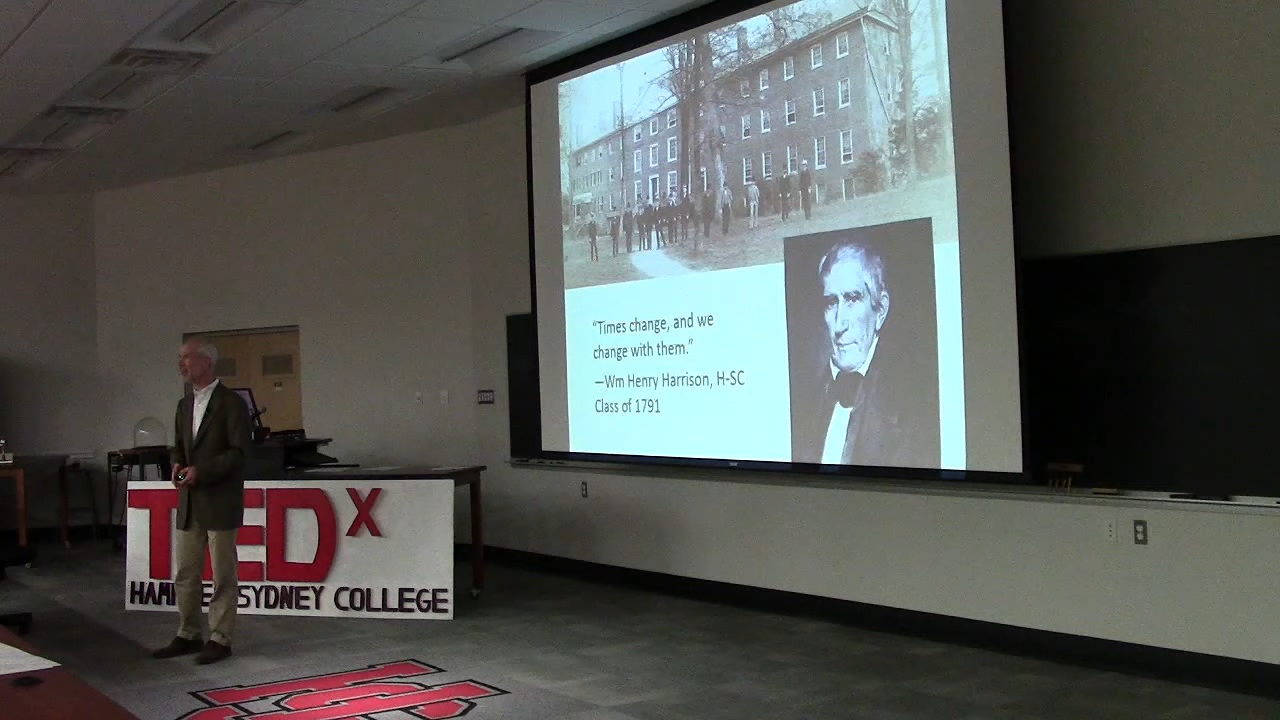 “Times change, and we
change with them.”
—Wm Henry Harrison, H-SC
Class of 1791
TEDX
SYDNEY COLLEGE